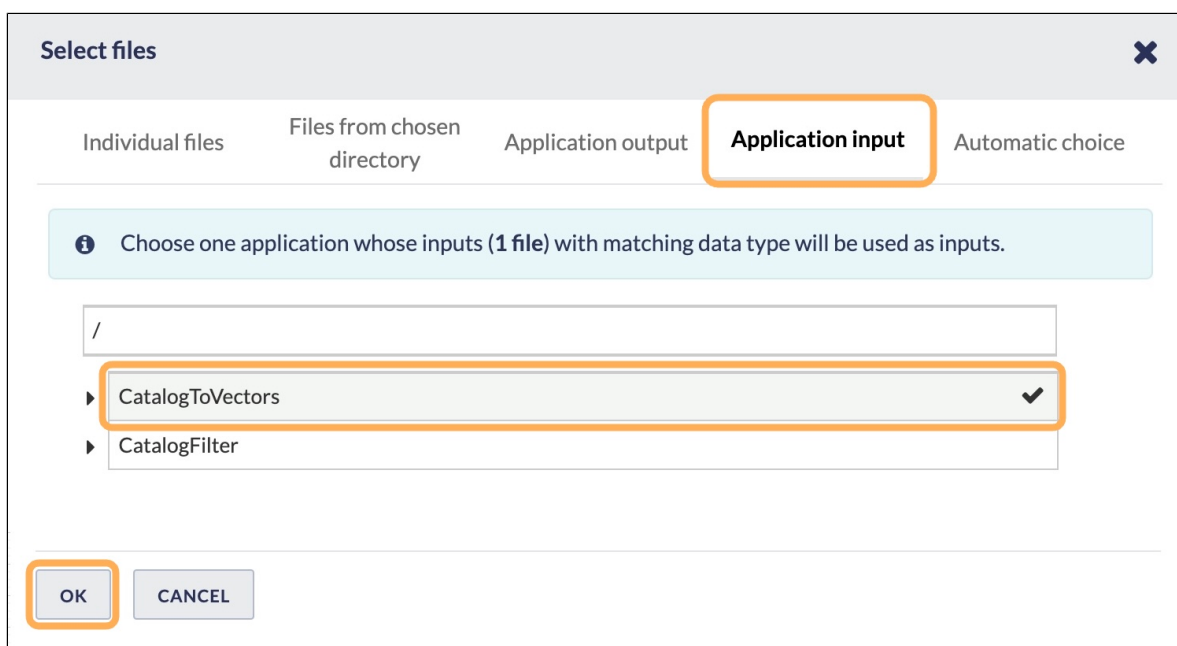 Select files
Individual files
Files from chosen
directory
Application output
Application input
Automatic choice
Choose one application whose inputs (1 file) with matching data type will be used as inputs.
/
CatalogToVectors
CatalogFilter
OK
CANCEL